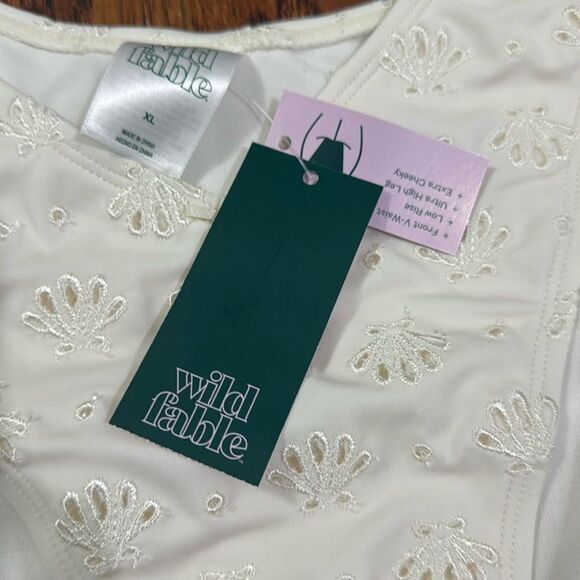 wild
fable
XL
MADE IN CHINA
HECHO EN CHINA
+ Front V-Waist
+ Low Rise
+ Ultra High Leg
+ Extra Cheeky
wild
fable